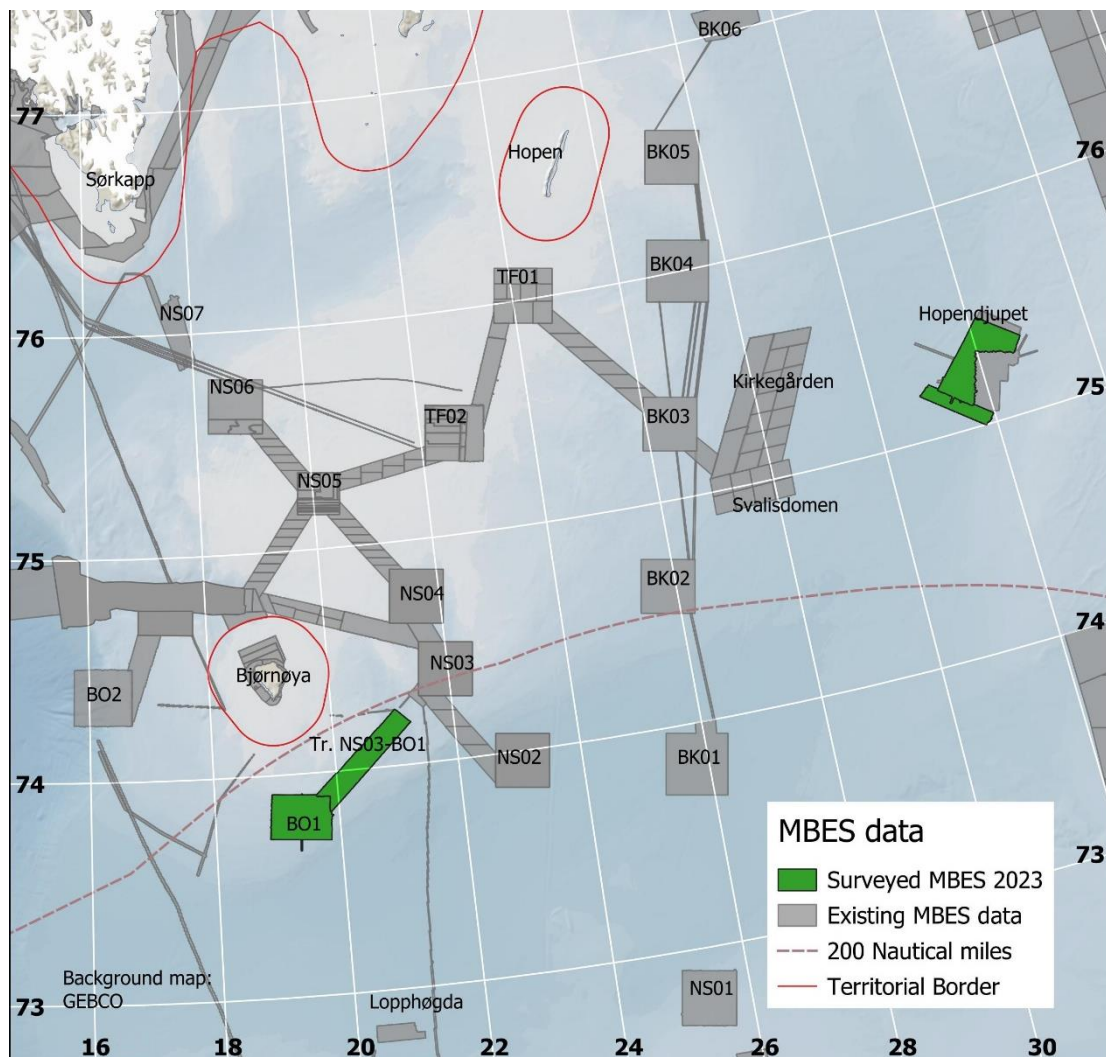 BK06
77
BK05
76
Hopen
Sørkapp
BK04
TF01
NS07
Hopendjupet
76
Kirkegården
75
NS06
TF02
BK03
NS05
Svalisdomen
75
BK02
NS04
74
NS03
Bjørnøya
BO2
Tr. NS03-BO1
NS02
BK01
74
BO1
MBES data
73
Surveyed MBES 2023
Existing MBES data
200 Nautical miles
Territorial Border
Background map:
GEBCO
NS01
Lopphøgda
73
16
18
20
22
24
26
28
30